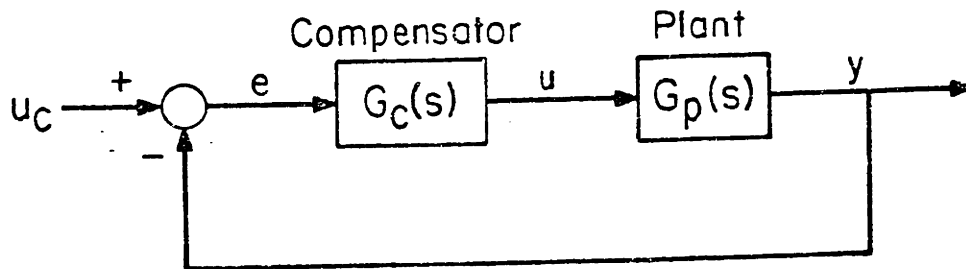 Compensator
Plant
+
e
u
y
u_c
G_c(s)
G_p(s)
−